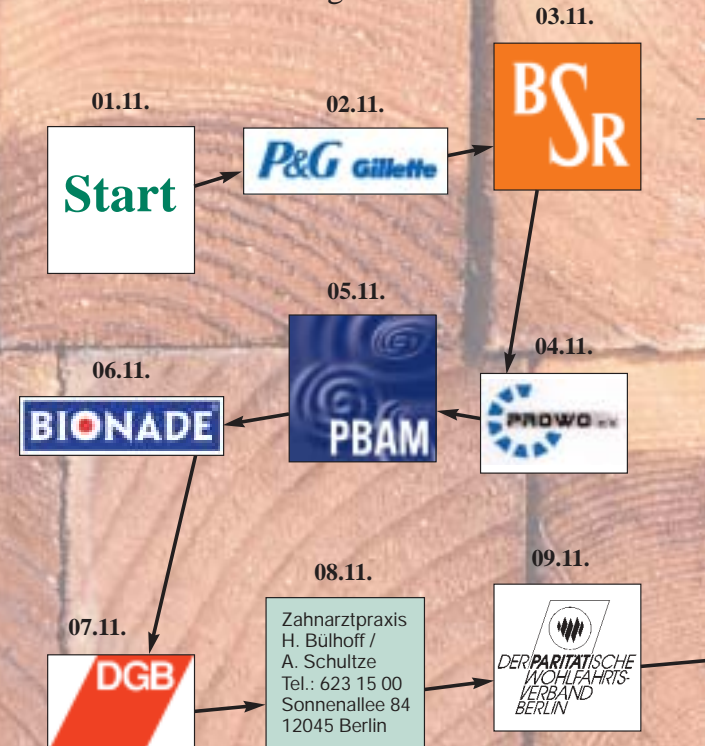 03.11.
01.11.
02.11.
BSR
P&G Gillette
Start
05.11.
04.11.
06.11.
PROWO e.V.
BIONADE
PBAM
09.11.
08.11.
07.11.
Zahnarztpraxis
H. Bülhoff /
A. Schultze
Tel.: 623 15 00
Sonnenallee 84
12045 Berlin
DGB
DER PARITÄTISCHE
WOHLFAHRTS-
VERBAND
BERLIN